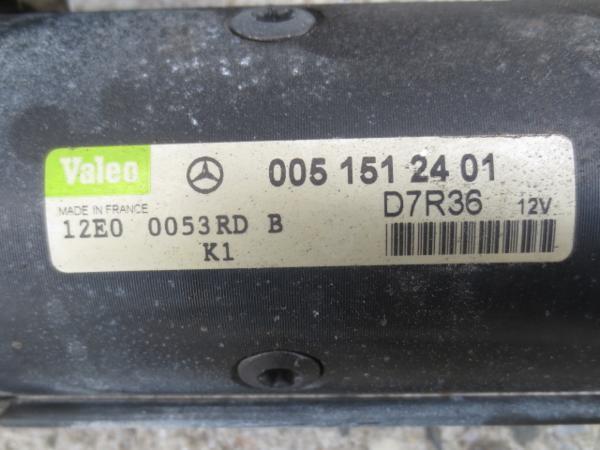 Valeo 005 151 24 01
MADE IN FRANCE D7R36 12V
12E0 0053RD B
K1